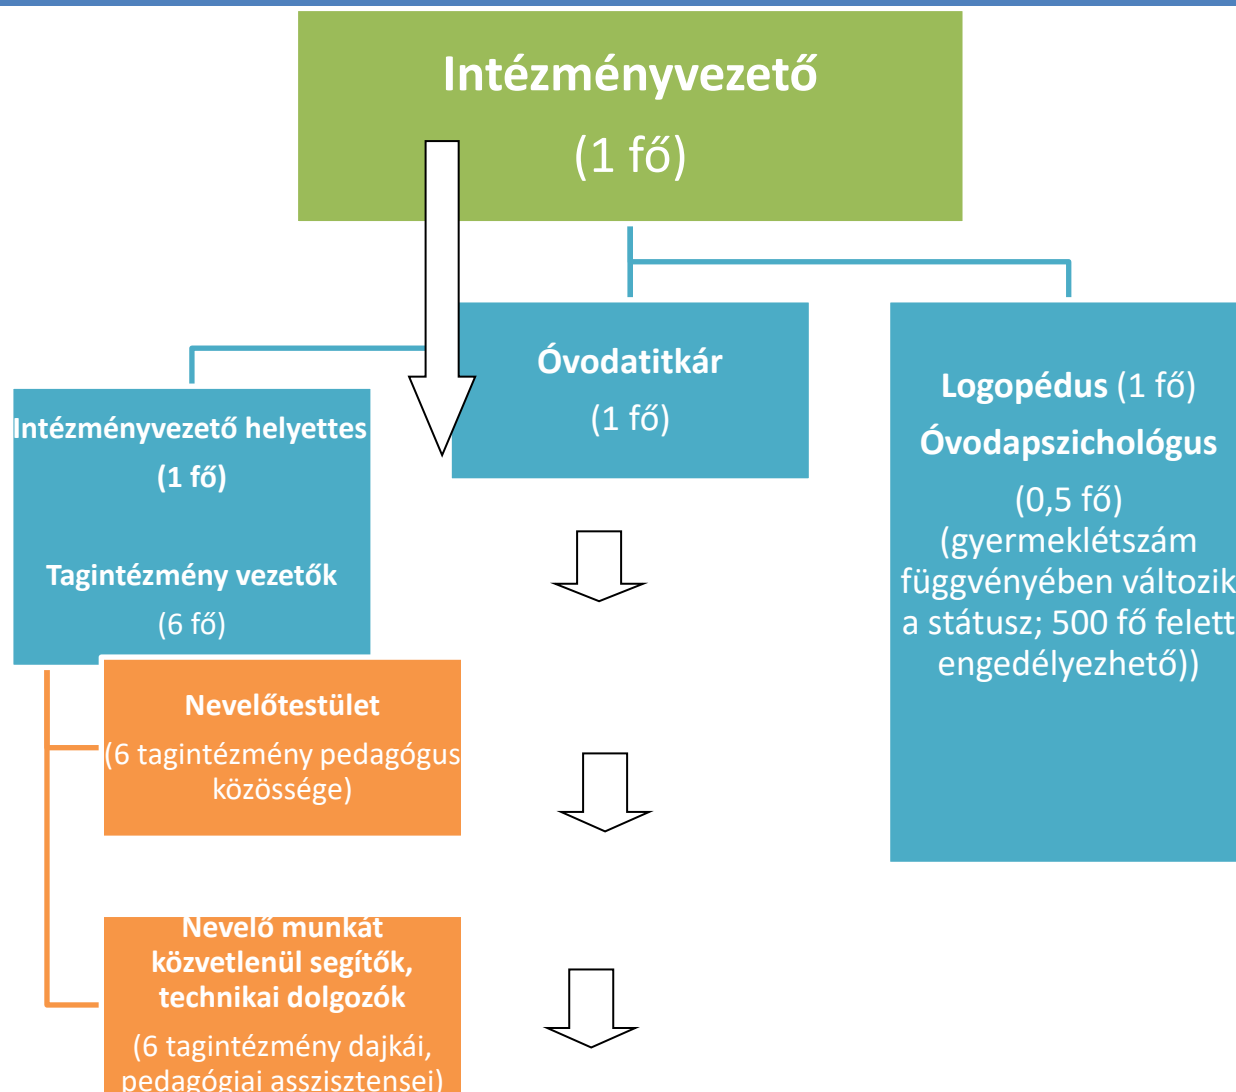 Intézményvezető
(1 fő)
Óvodatitkár
(1 fő)
Logopédus (1 fő)
Óvodapszichológus
(0,5 fő)
(gyermeklétszám
függvényében változik
a státusz; 500 fő felett
engedélyezhető))
Intézményvezető helyettes
(1 fő)
Tagintézmény vezetők
(6 fő)
Nevelőtestület
(6 tagintézmény pedagógus
közössége)
Nevelő munkát
közvetlenül segítők,
technikai dolgozók
(6 tagintézmény dajkái,
pedagógiai asszisztensei)